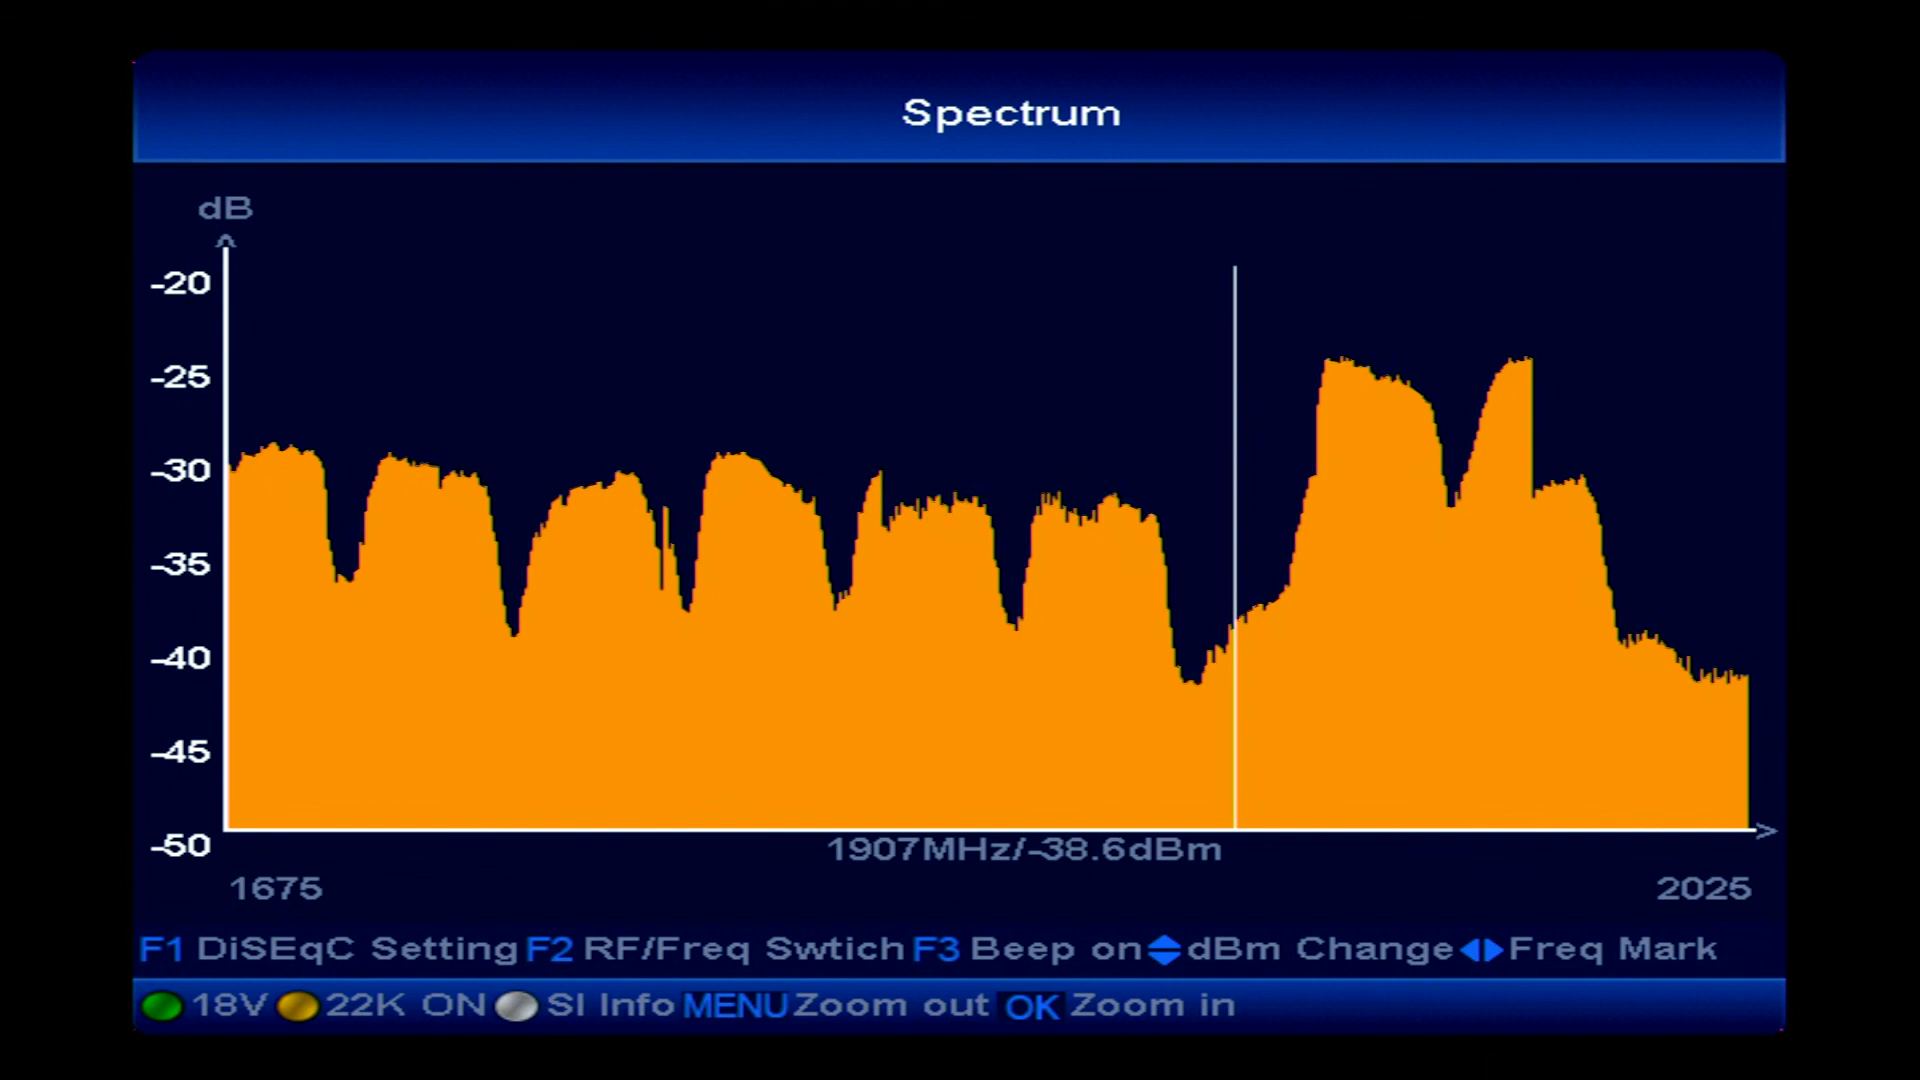 Spectrum
dB
-20
-25
-30
-35
-40
-45
-50
1907MHz/-38.6dBm
1675 2025
F1 DiSEqC Setting F2 RF/Freq Swtich F3 Beep on dBm Change Freq Mark
18V 22K ON SI Info MENU Zoom out OK Zoom in